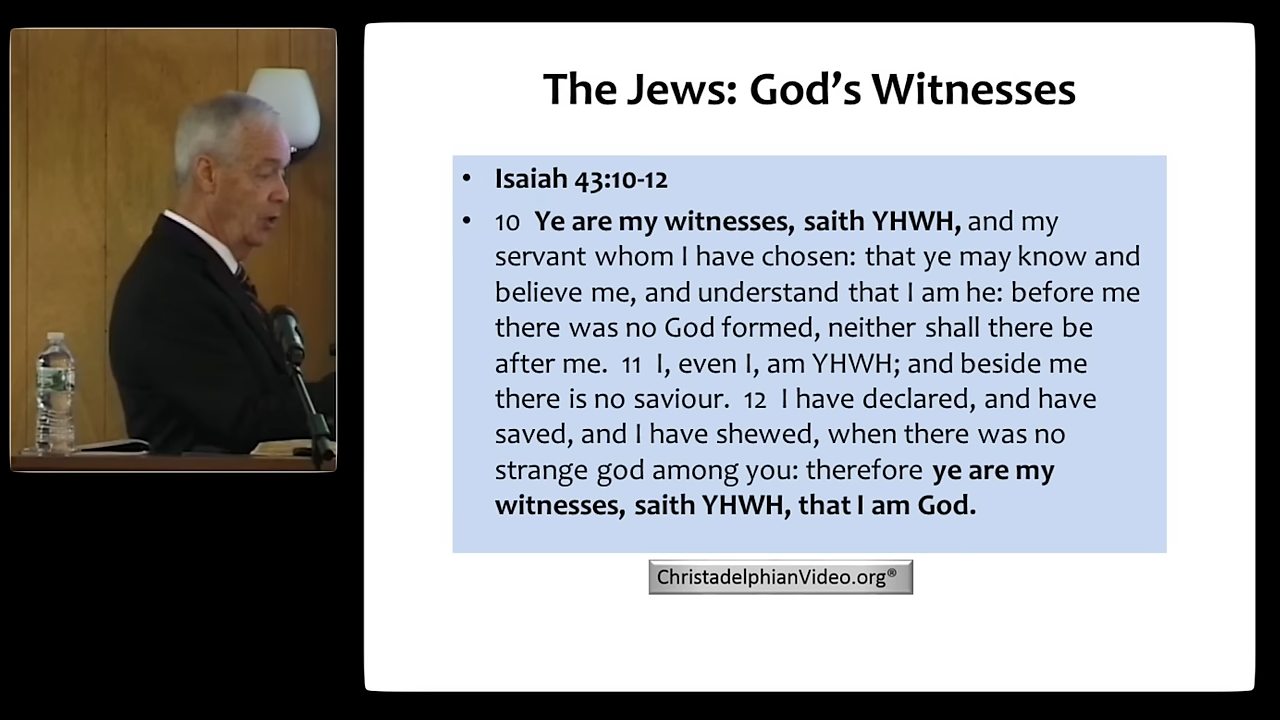 The Jews: God's Witnesses
• Isaiah 43:10-12
• 10 Ye are my witnesses, saith YHWH, and my
servant whom I have chosen: that ye may know and
believe me, and understand that I am he: before me
there was no God formed, neither shall there be
after me. 11 I, even I, am YHWH; and beside me
there is no saviour. 12 I have declared, and have
saved, and I have shewed, when there was no
strange god among you: therefore ye are my
witnesses, saith YHWH, that I am God.
ChristadelphianVideo.org®